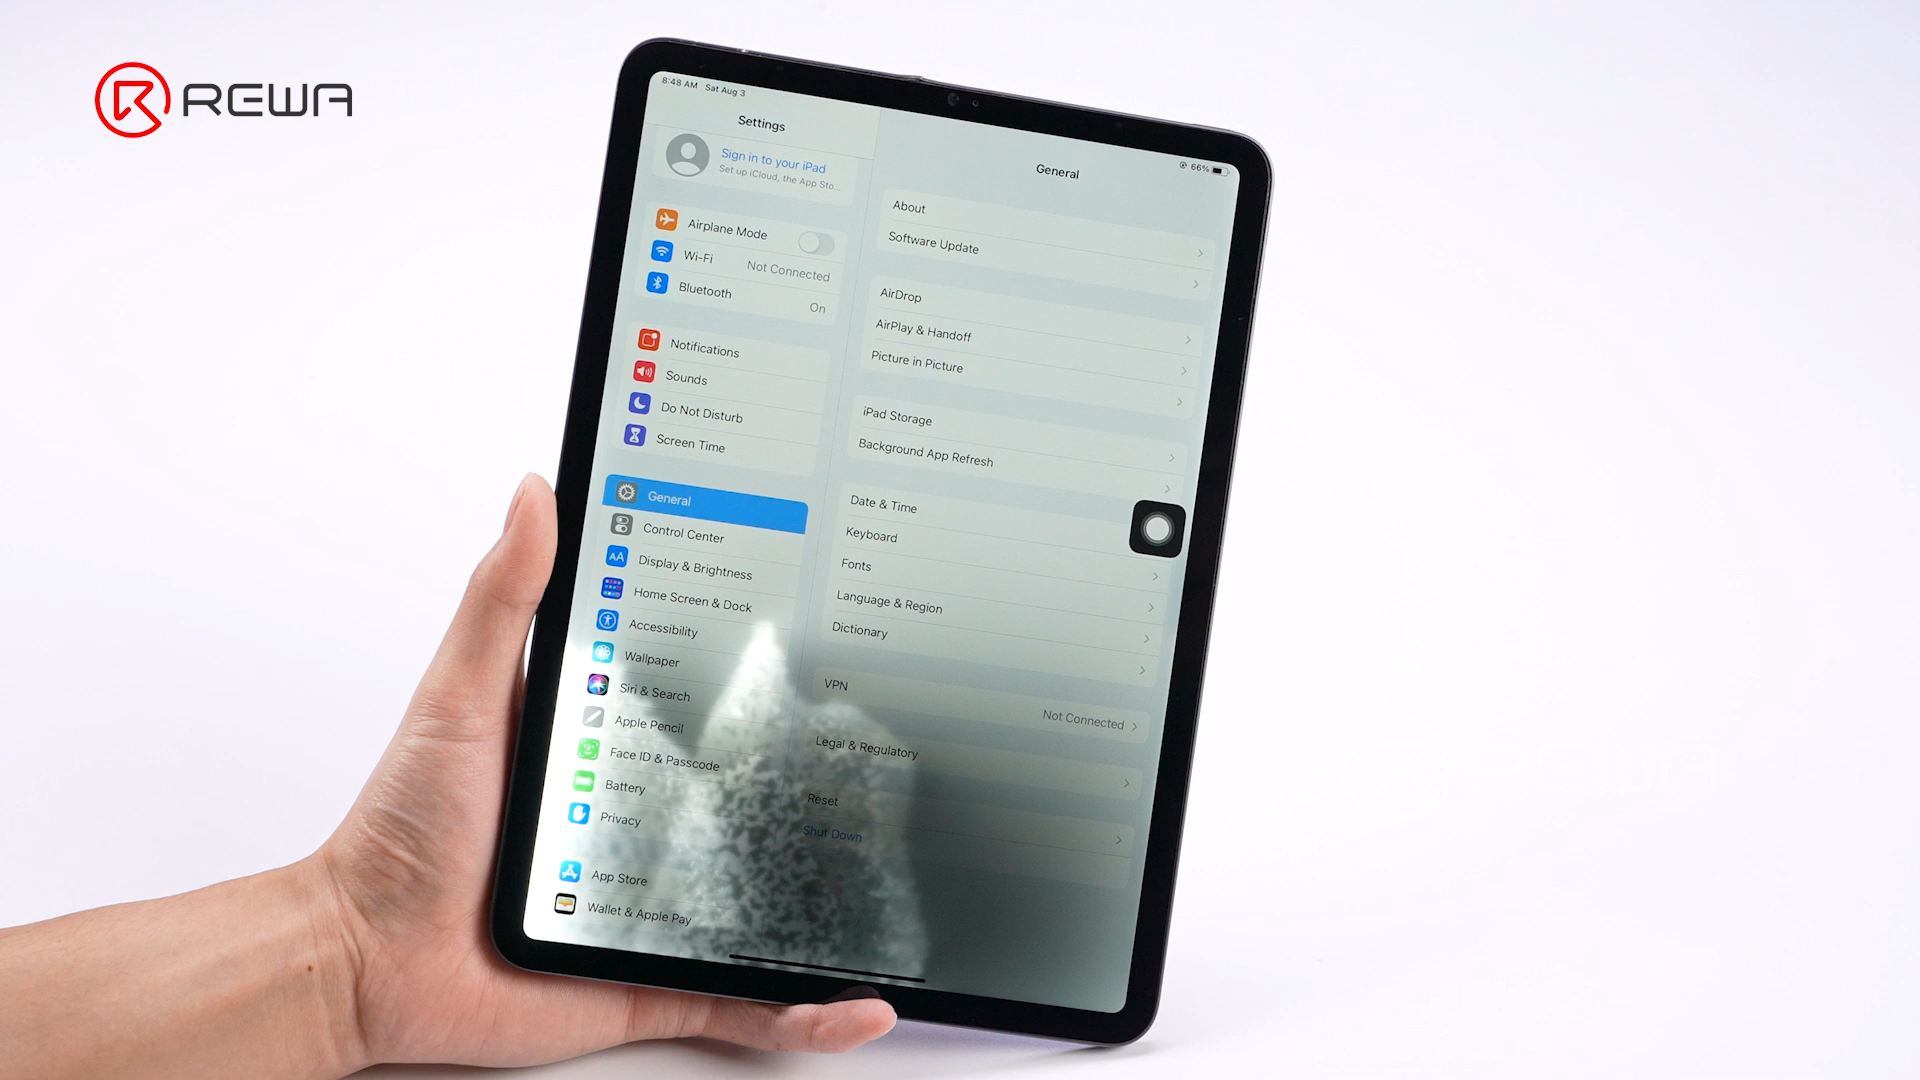 REWA
8:48 AM Sat Aug 3
66%
Settings
Sign in to your iPad
Set up iCloud, the App Sto...
Airplane Mode
Wi-Fi Not Connected
Bluetooth On
Notifications
Sounds
Do Not Disturb
Screen Time
General
Control Center
AA Display & Brightness
Home Screen & Dock
Accessibility
Wallpaper
Siri & Search
Apple Pencil
Face ID & Passcode
Battery
Privacy
App Store
Wallet & Apple Pay
General
About
Software Update
AirDrop
AirPlay & Handoff
Picture in Picture
iPad Storage
Background App Refresh
Date & Time
Keyboard
Fonts
Language & Region
Dictionary
VPN Not Connected
Legal & Regulatory
Reset
Shut Down